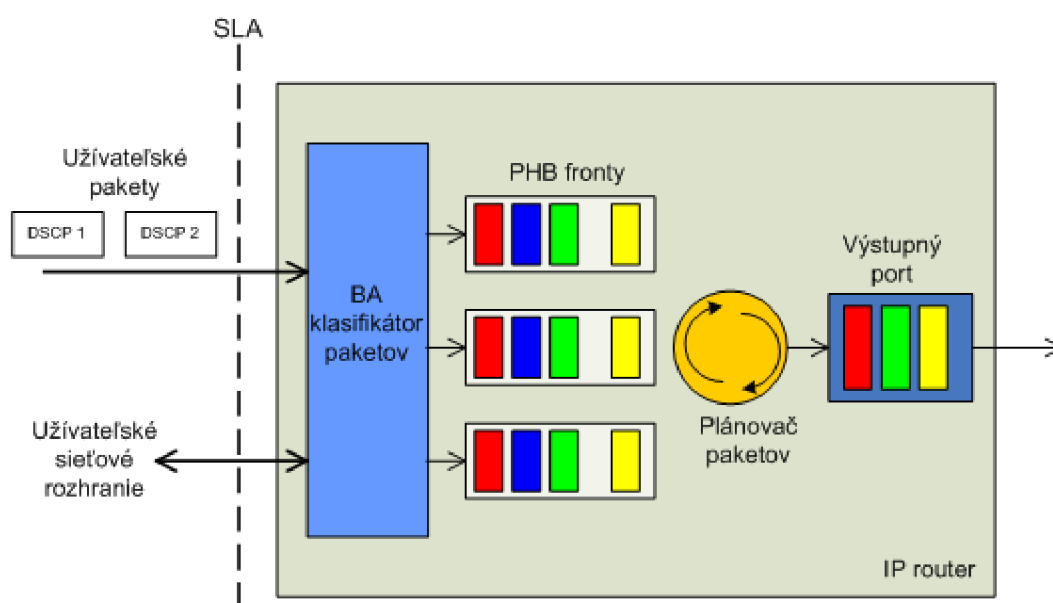 SLA
Užívateľské
pakety
DSCP 1
DSCP 2
PHB fronty
BA
klasifikátor
paketov
Výstupný
port
Plánovač
paketov
Užívateľské
sieťové
rozhranie
IP router